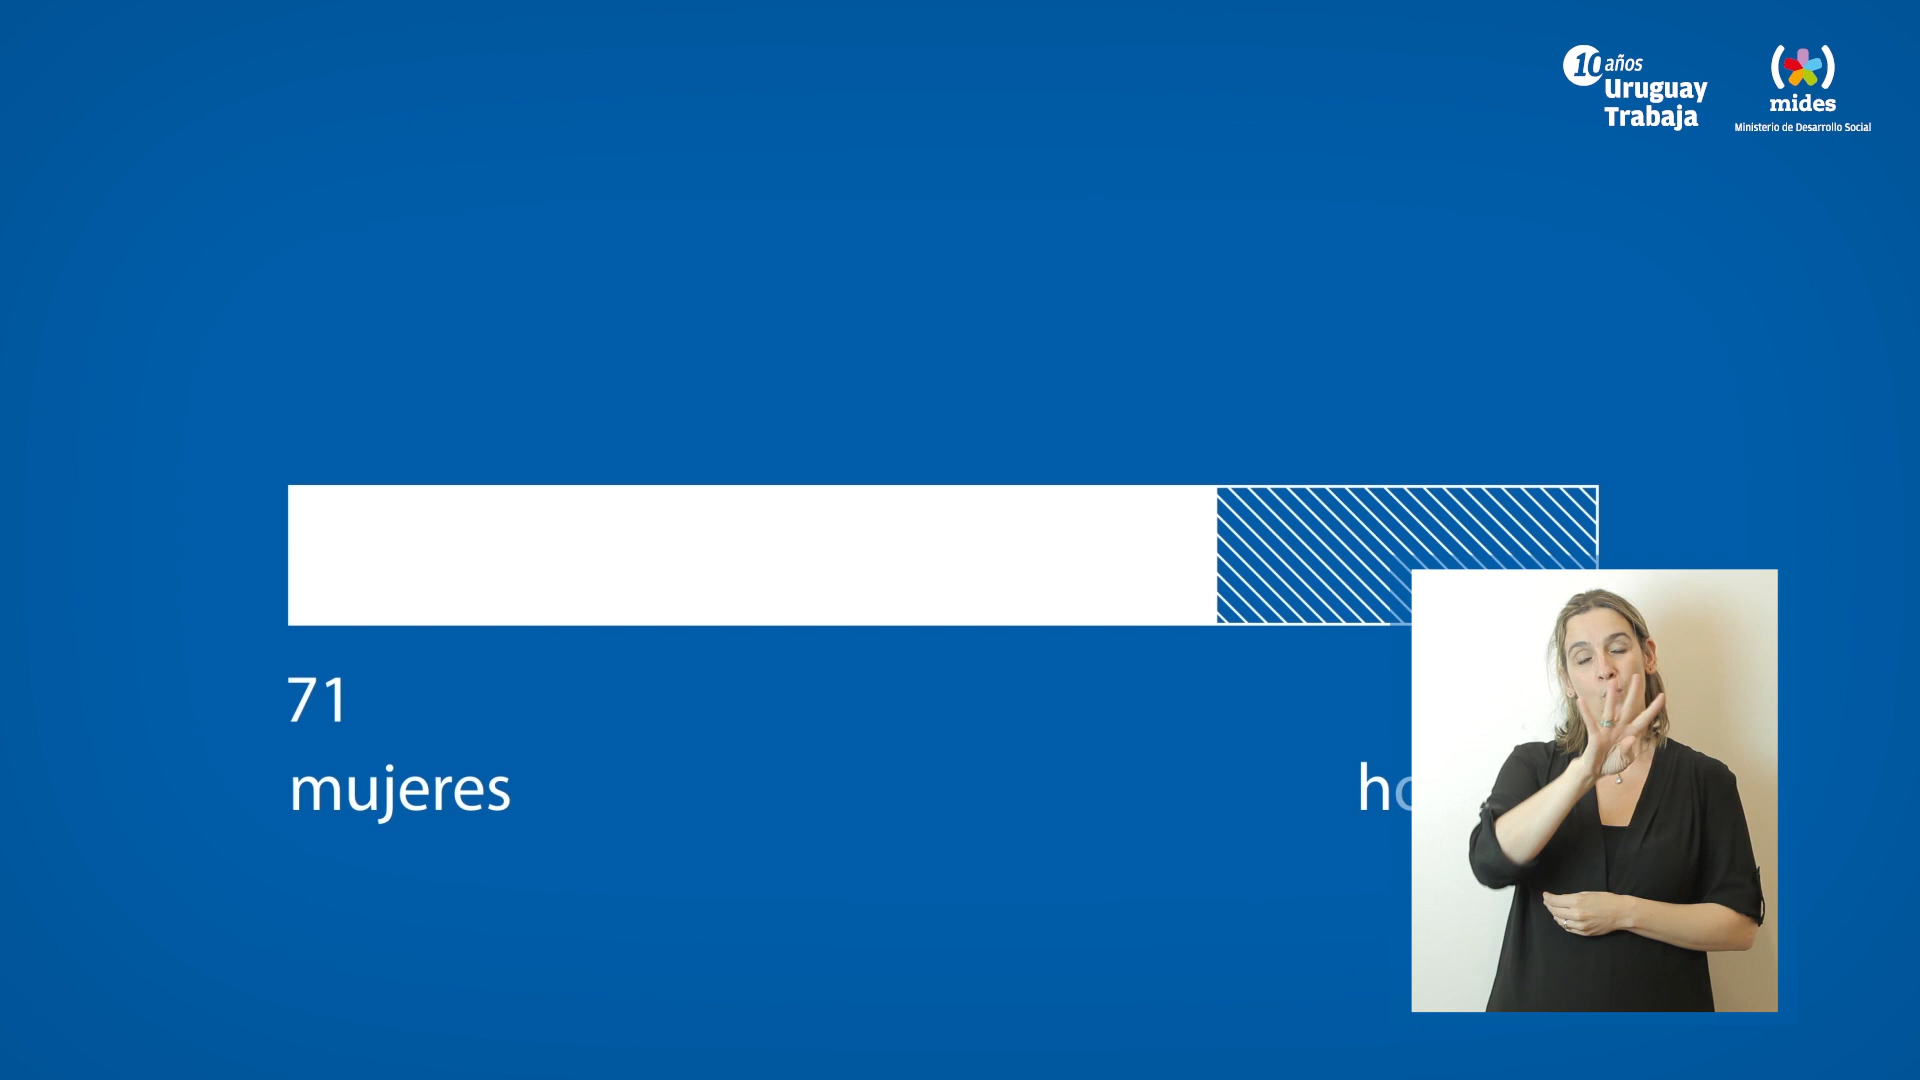 10 años
Uruguay
Trabaja
mides
Ministerio de Desarrollo Social
71
mujeres